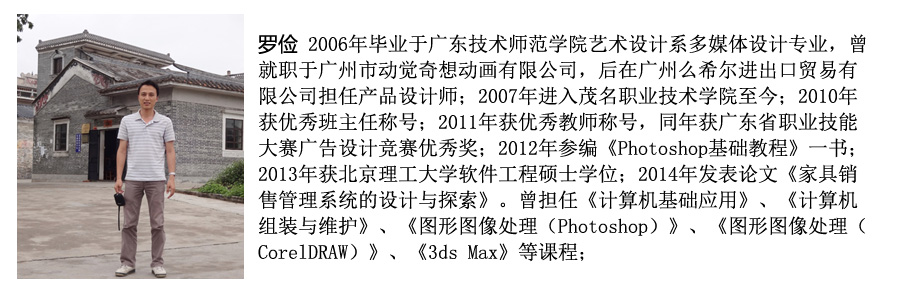 罗俭 2006年毕业于广东技术师范学院艺术设计系多媒体设计专业，曾
就职于广州市动觉奇想动画有限公司，后在广州么希尔进出口贸易有
限公司担任产品设计师；2007年进入茂名职业技术学院至今；2010年
获优秀班主任称号；2011年获优秀教师称号，同年获广东省职业技能
大赛广告设计竞赛优秀奖；2012年参编《Photoshop基础教程》一书；
2013年获北京理工大学软件工程硕士学位；2014年发表论文《家具销
售管理系统的设计与探索》。曾担任《计算机基础应用》、《计算机
组装与维护》、《图形图像处理（Photoshop）》、《图形图像处理（
CorelDRAW）》、《3ds Max》等课程；